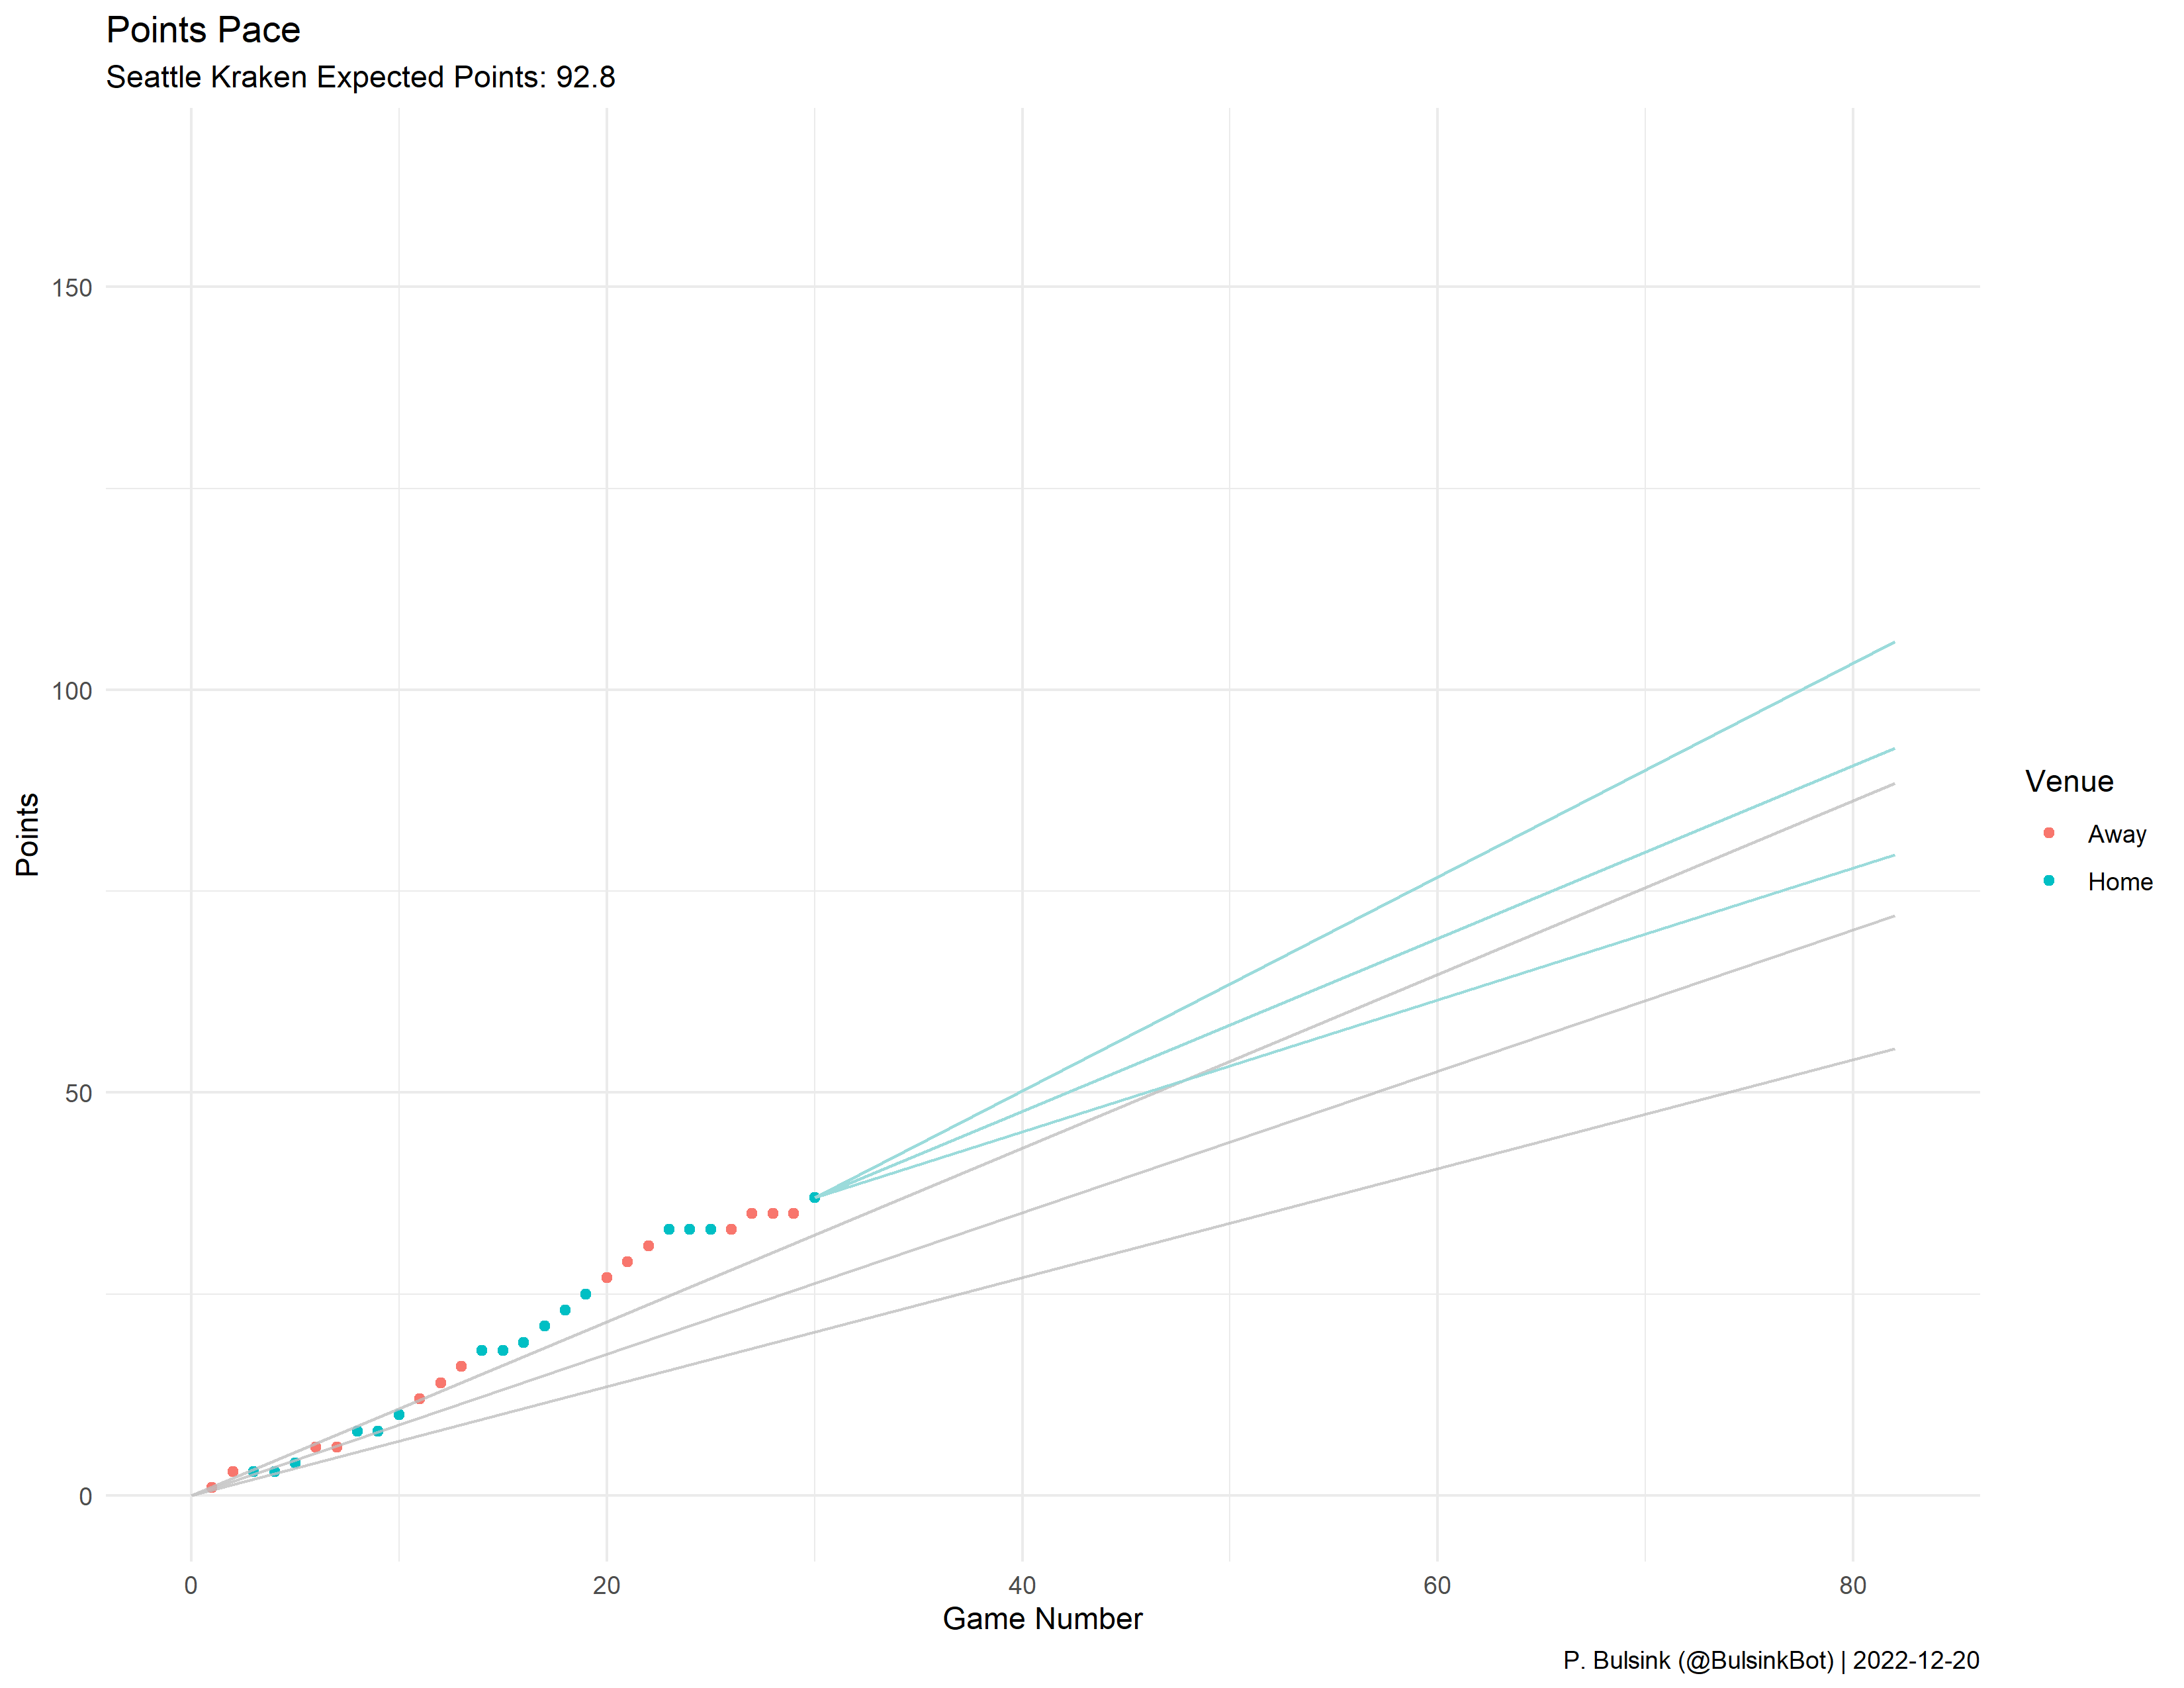 Points Pace
Seattle Kraken Expected Points: 92.8
150
100
50
0
Points
0 20 40 60 80
Game Number
Venue
Away
Home
P. Bulsink (@BulsinkBot) | 2022-12-20